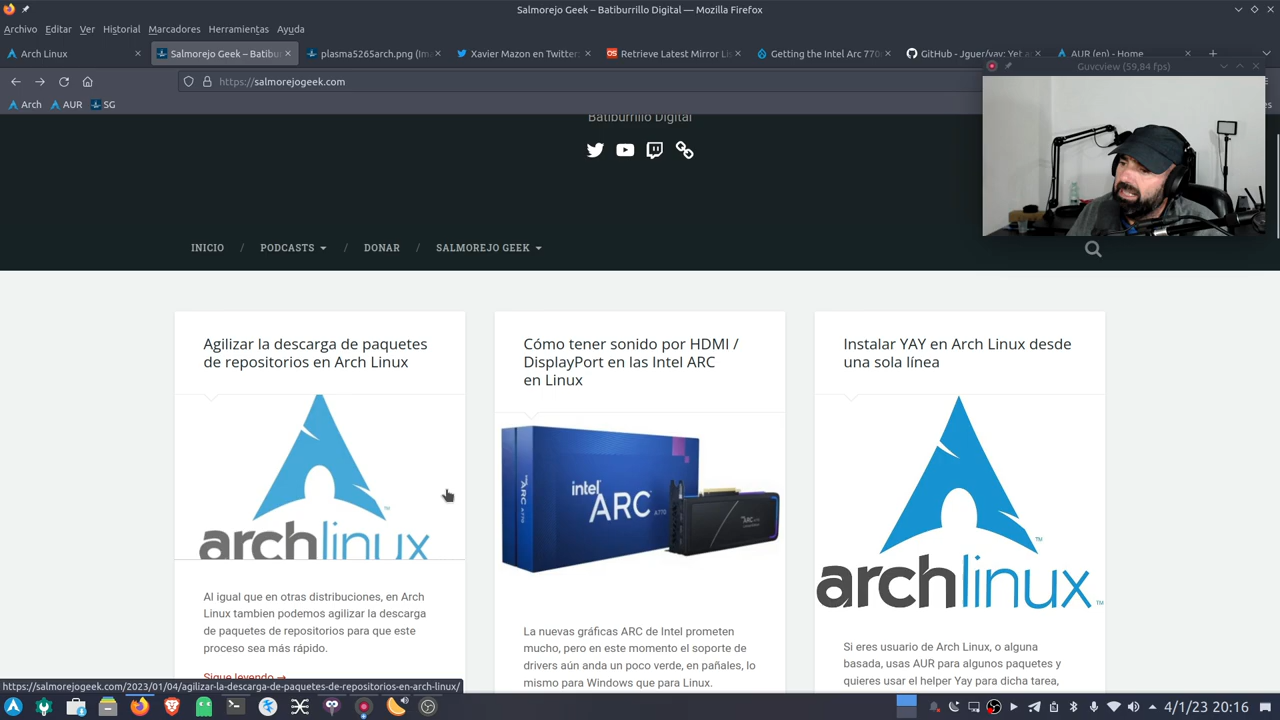 Salmorejo Geek – Batiburrillo Digital — Mozilla Firefox
Archivo Editar Ver Historial Marcadores Herramientas Ayuda
Arch Linux
Salmorejo Geek – Batibu
plasma5265arch.png (Ima
Xavier Mazon en Twitter:
Retrieve Latest Mirror Lis
Getting the Intel Arc 770
GitHub - Jguer/yay: Yet a
AUR (en) - Home
https://salmorejogeek.com
Guvcview (59,84 fps)
Arch AUR SG
Batiburrillo Digital
INICIO / PODCASTS / DONAR / SALMOREJO GEEK
Agilizar la descarga de paquetes
de repositorios en Arch Linux
archlinux
TM
Al igual que en otras distribuciones, en Arch
Linux tambien podemos agilizar la descarga
de paquetes de repositorios para que este
proceso sea más rápido.
Sigue leyendo →
Cómo tener sonido por HDMI /
DisplayPort en las Intel ARC
en Linux
intel
ARC A770
intel ARC
La nuevas gráficas ARC de Intel prometen
mucho, pero en este momento el soporte de
drivers aún anda un poco verde, en pañales, lo
mismo para Windows que para Linux.
Instalar YAY en Arch Linux desde
una sola línea
TM
archlinux
TM
Si eres usuario de Arch Linux, o alguna
basada, usas AUR para algunos paquetes y
quieres usar el helper Yay para dicha tarea,
https://salmorejogeek.com/2023/01/04/agilizar-la-descarga-de-paquetes-de-repositorios-en-arch-linux/
4/1/23 20:16